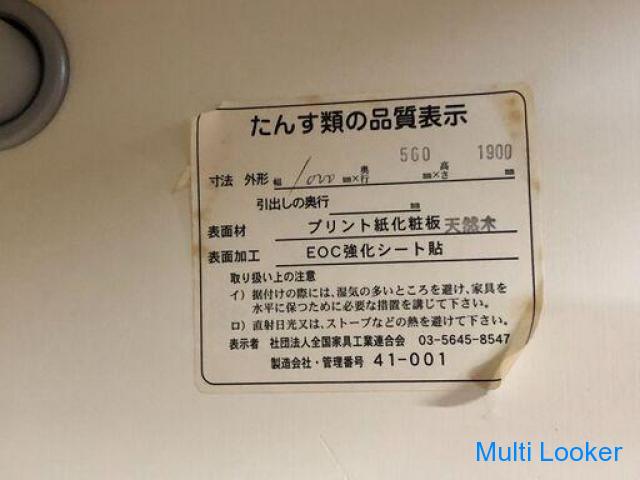 たんす類の品質表示
寸法 外形 幅 1000 mm×奥行 560 mm×高さ 1900
引出しの奥行 mm
表面材 プリント紙化粧板 天然木
表面加工 EOC強化シート貼
取り扱い上の注意
イ) 据付けの際には、湿気の多いところを避け、家具を
水平に保つために必要な措置を講じて下さい。
ロ) 直射日光又は、ストーブなどの熱を避けて下さい。
表示者 社団法人全国家具工業連合会 03-5645-8547
製造会社・管理番号 41-001
Multi Looker